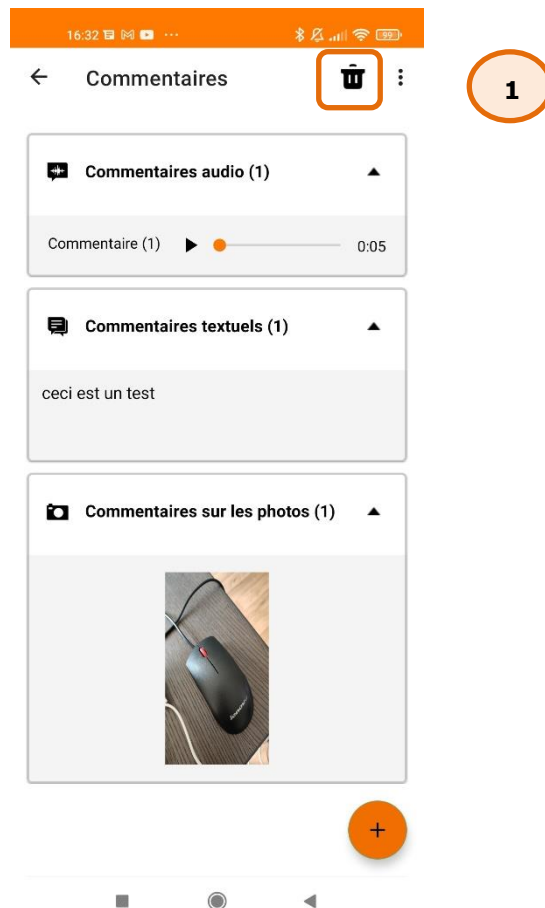 16:32
99
Commentaires
1
Commentaires audio (1)
Commentaire (1) 0:05
Commentaires textuels (1)
ceci est un test
Commentaires sur les photos (1)
lenovo
+